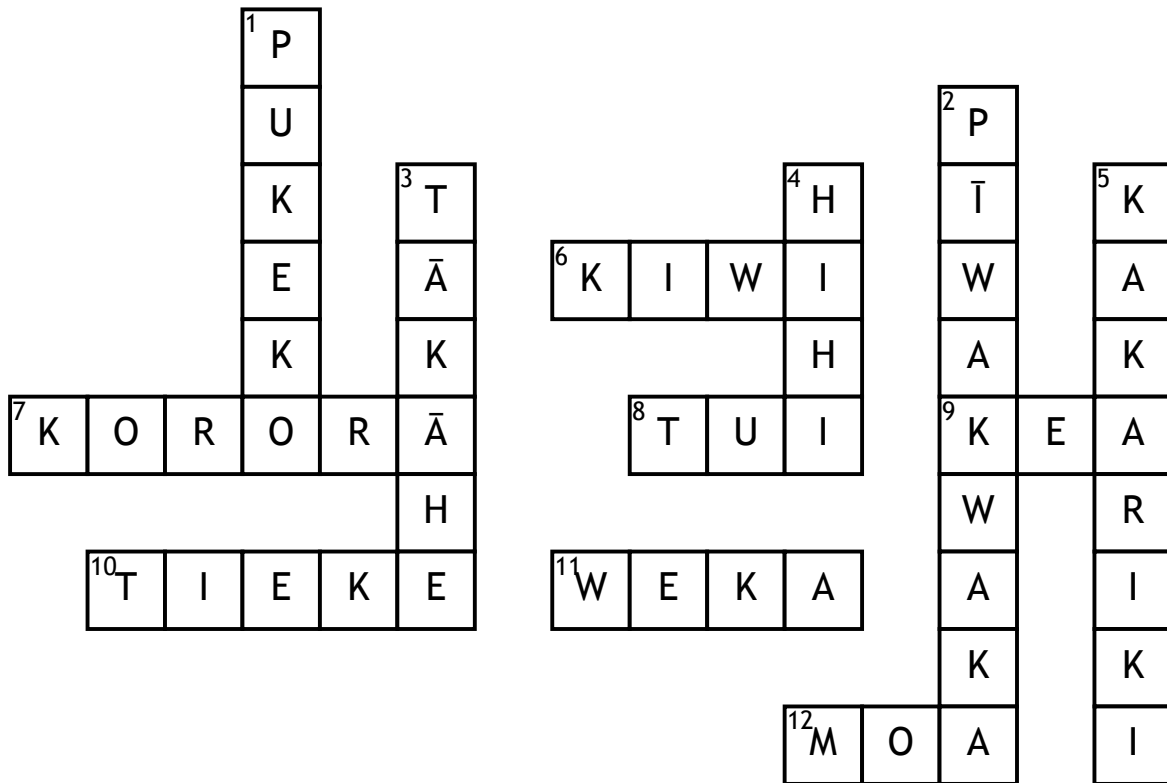 1 P
U 2 P
K 3 T 4 H Ī 5 K
E Ā 6 K I W I W A
K K H A K
7 K O R O R Ā 8 T U I 9 K E A
H W R
10 T I E K E 11 W E K A A I
K K
12 M O A I